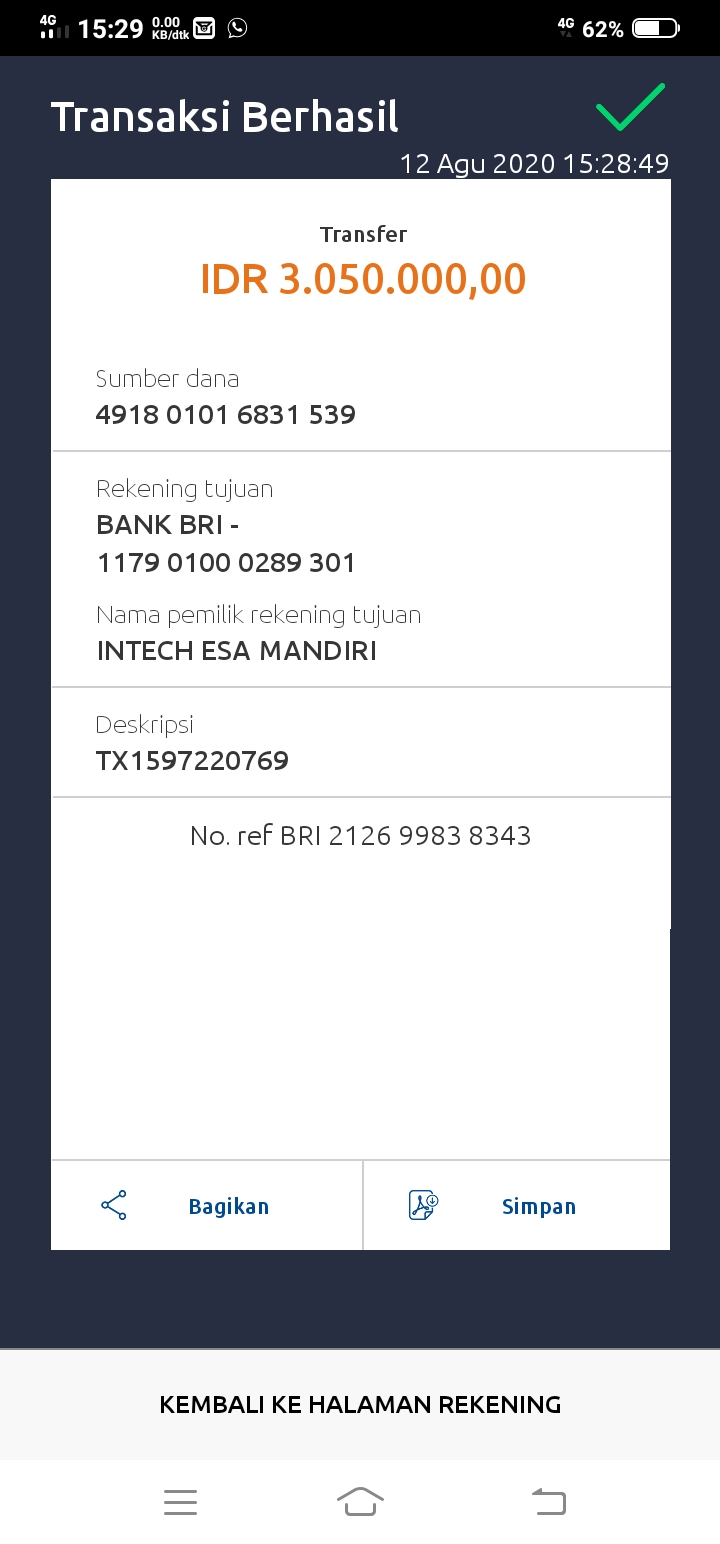 4G 15:29 0.00 KB/dtk 4G 62%
Transaksi Berhasil
12 Agu 2020 15:28:49
Transfer
IDR 3.050.000,00
Sumber dana
4918 0101 6831 539
Rekening tujuan
BANK BRI -
1179 0100 0289 301
Nama pemilik rekening tujuan
INTECH ESA MANDIRI
Deskripsi
TX1597220769
No. ref BRI 2126 9983 8343
Bagikan Simpan
KEMBALI KE HALAMAN REKENING